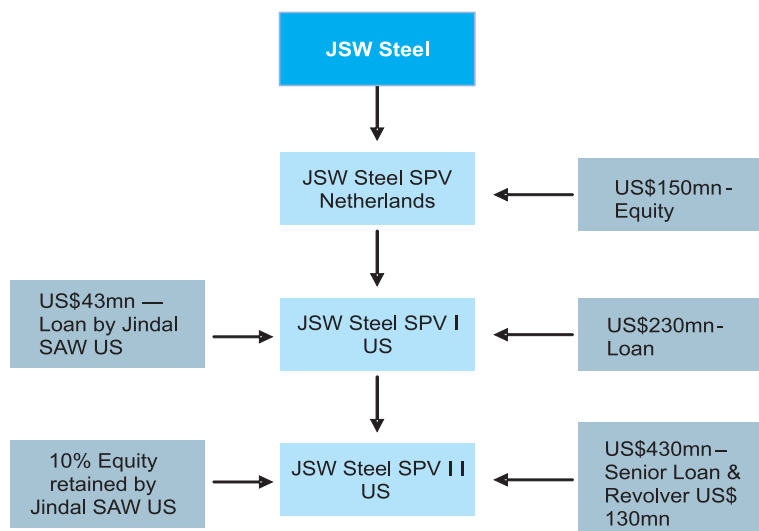 JSW Steel
JSW Steel SPV
Netherlands
US$150mn-
Equity
US$43mn —
Loan by Jindal
SAW US
JSW Steel SPV I
US
US$230mn-
Loan
10% Equity
retained by
Jindal SAW US
JSW Steel SPV II
US
US$430mn–
Senior Loan &
Revolver US$
130mn